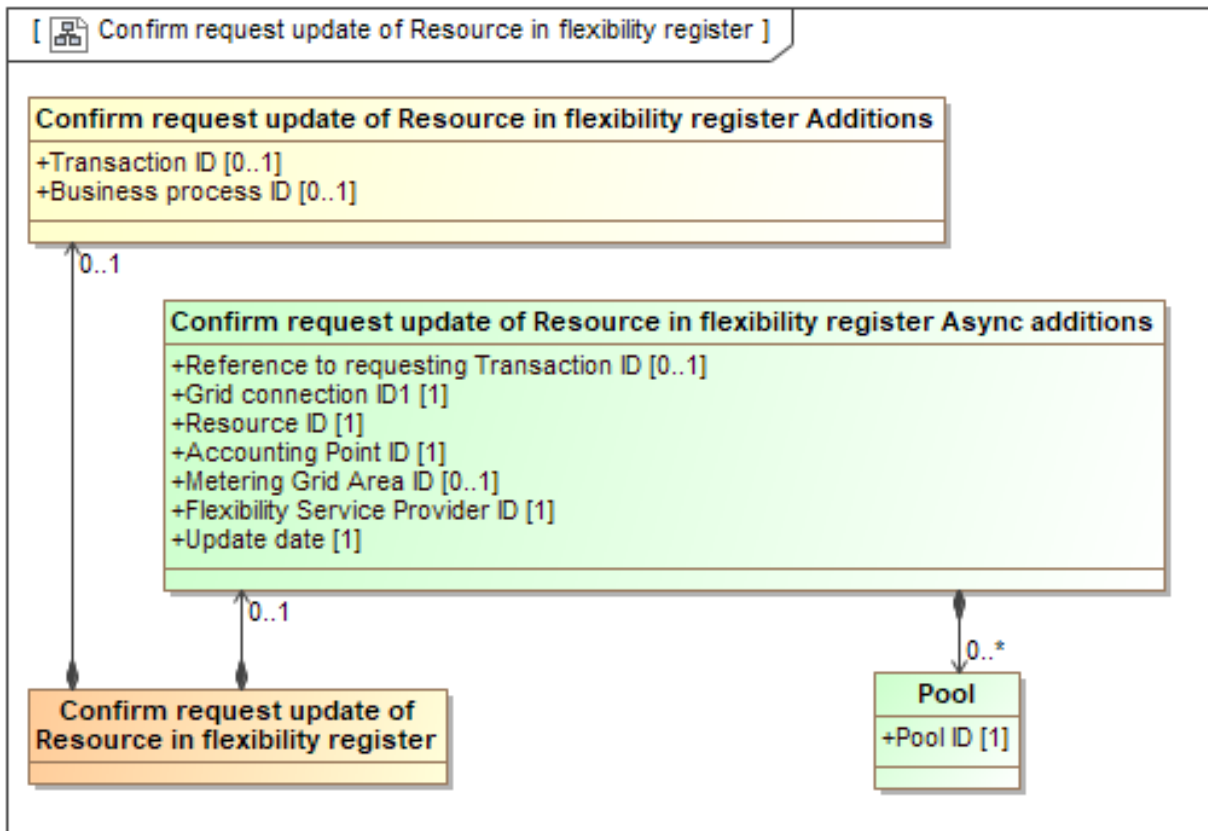 [ Confirm request update of Resource in flexibility register ]
Confirm request update of Resource in flexibility register Additions
+Transaction ID [0..1]
+Business process ID [0..1]
0..1
Confirm request update of Resource in flexibility register Async additions
+Reference to requesting Transaction ID [0..1]
+Grid connection ID1 [1]
+Resource ID [1]
+Accounting Point ID [1]
+Metering Grid Area ID [0..1]
+Flexibility Service Provider ID [1]
+Update date [1]
0..1
0..*
Confirm request update of
Resource in flexibility register
Pool
+Pool ID [1]